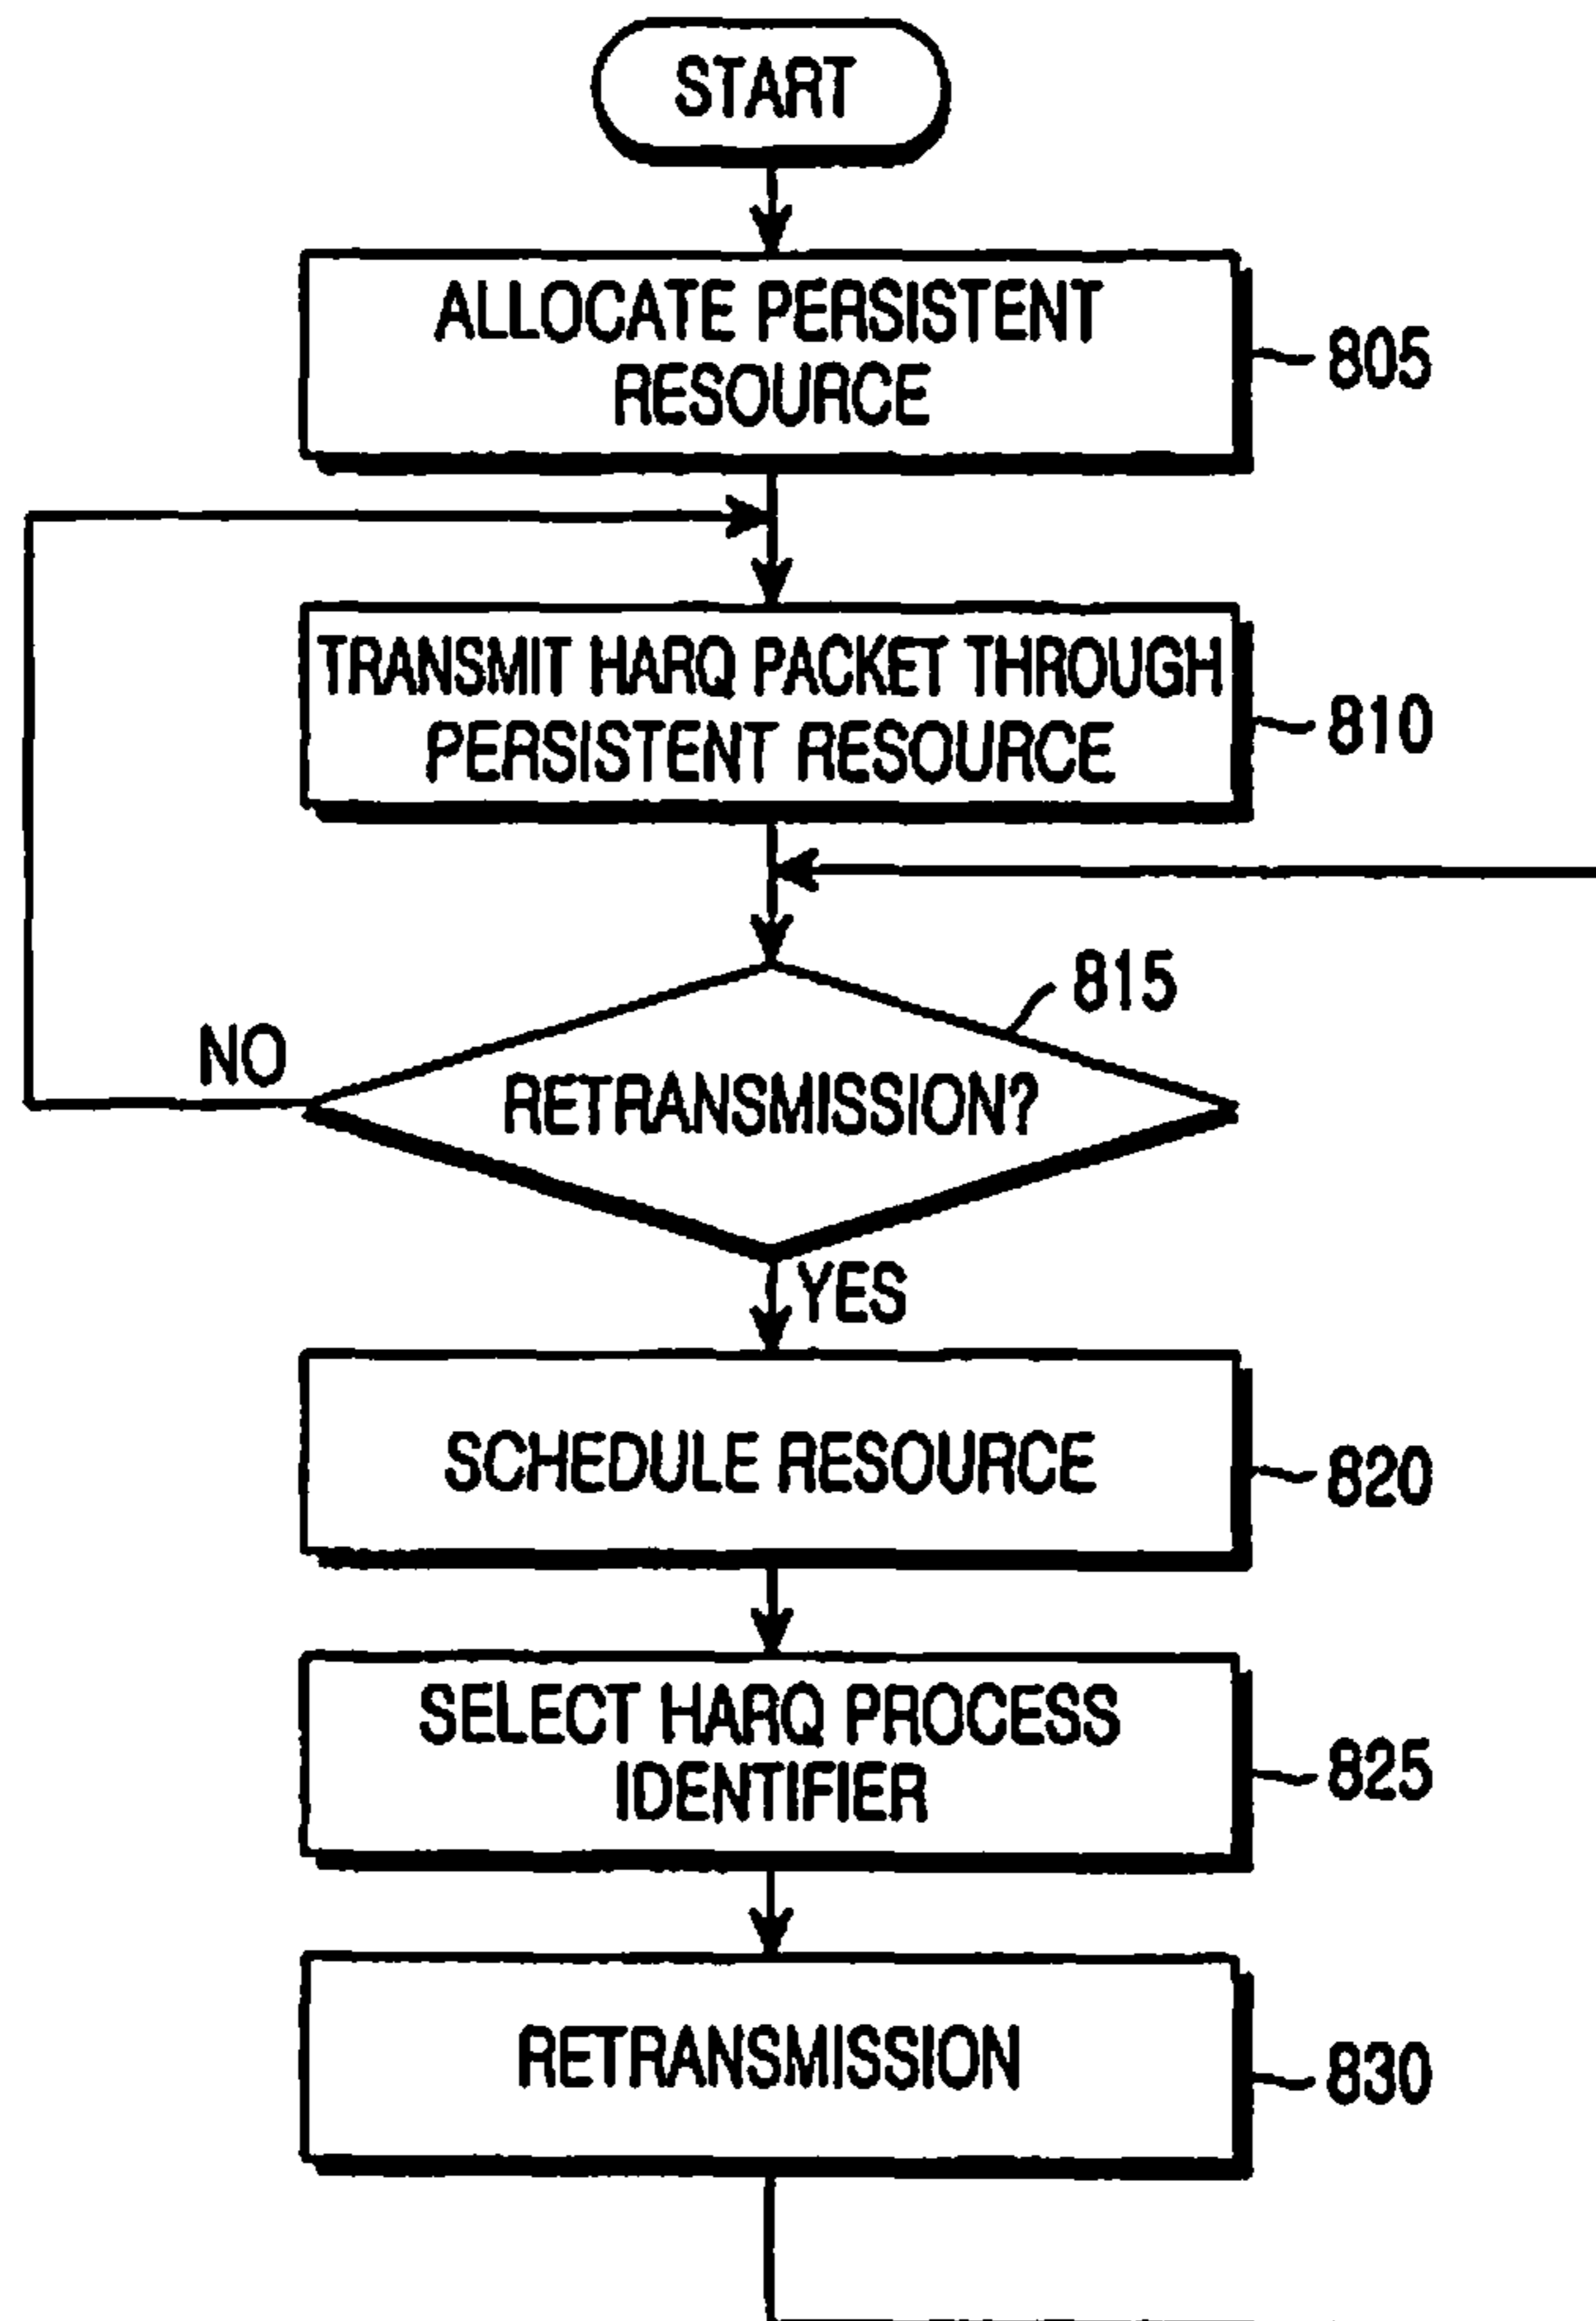 START
ALLOCATE PERSISTENT
RESOURCE
805
TRANSMIT HARQ PACKET THROUGH
PERSISTENT RESOURCE
810
815
NO
RETRANSMISSION?
YES
SCHEDULE RESOURCE
820
SELECT HARQ PROCESS
IDENTIFIER
825
RETRANSMISSION
830